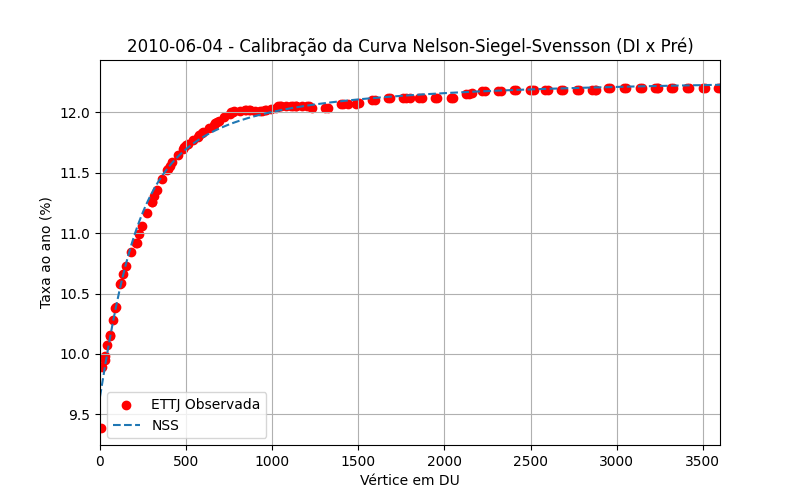 2010-06-04 - Calibração da Curva Nelson-Siegel-Svensson (DI x Pré)
Taxa ao ano (%)
12.0
11.5
11.0
10.5
10.0
9.5
ETTJ Observada
NSS
0 500 1000 1500 2000 2500 3000 3500
Vértice em DU